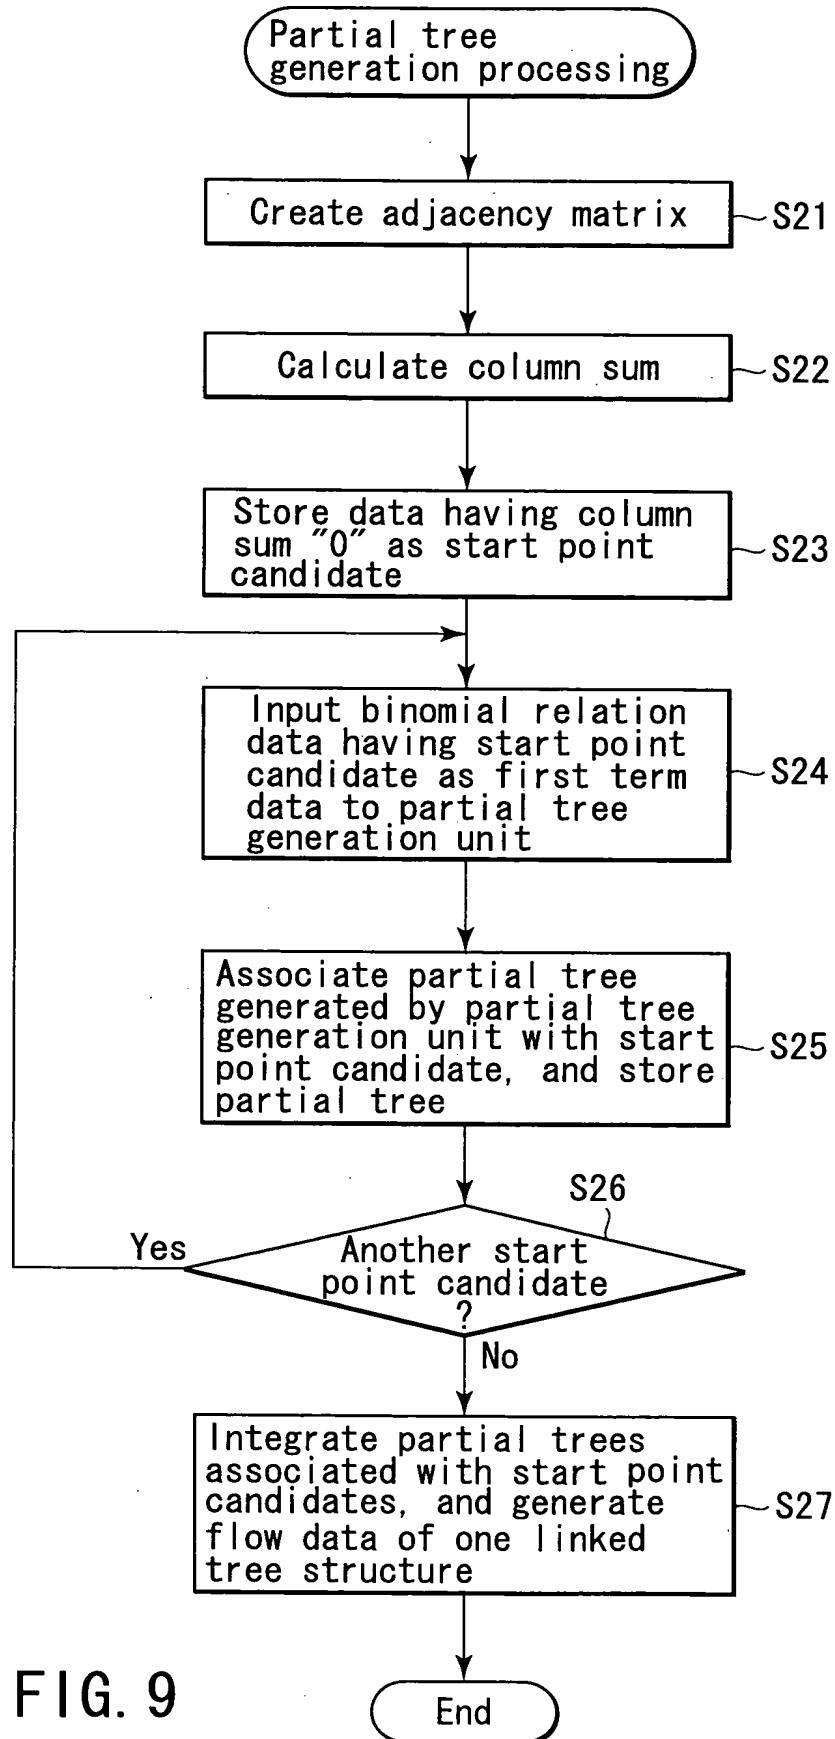 Partial tree
generation processing
Create adjacency matrix
S21
Calculate column sum
S22
Store data having column
sum "0" as start point
candidate
S23
Input binomial relation
data having start point
candidate as first term
data to partial tree
generation unit
S24
Associate partial tree
generated by partial tree
generation unit with start
point candidate, and store
partial tree
S25
S26
Yes
Another start
point candidate
?
No
Integrate partial trees
associated with start point
candidates, and generate
flow data of one linked
tree structure
S27
End
FIG. 9